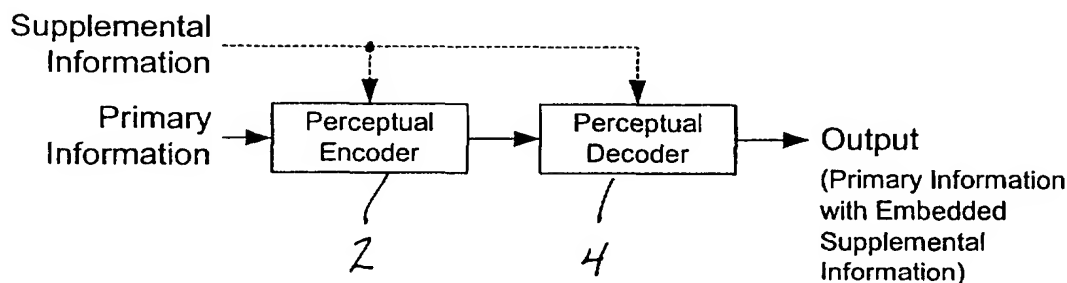 Supplemental
Information
Primary
Information
Perceptual
Encoder
Perceptual
Decoder
Output
(Primary Information
with Embedded
Supplemental
Information)
2
4